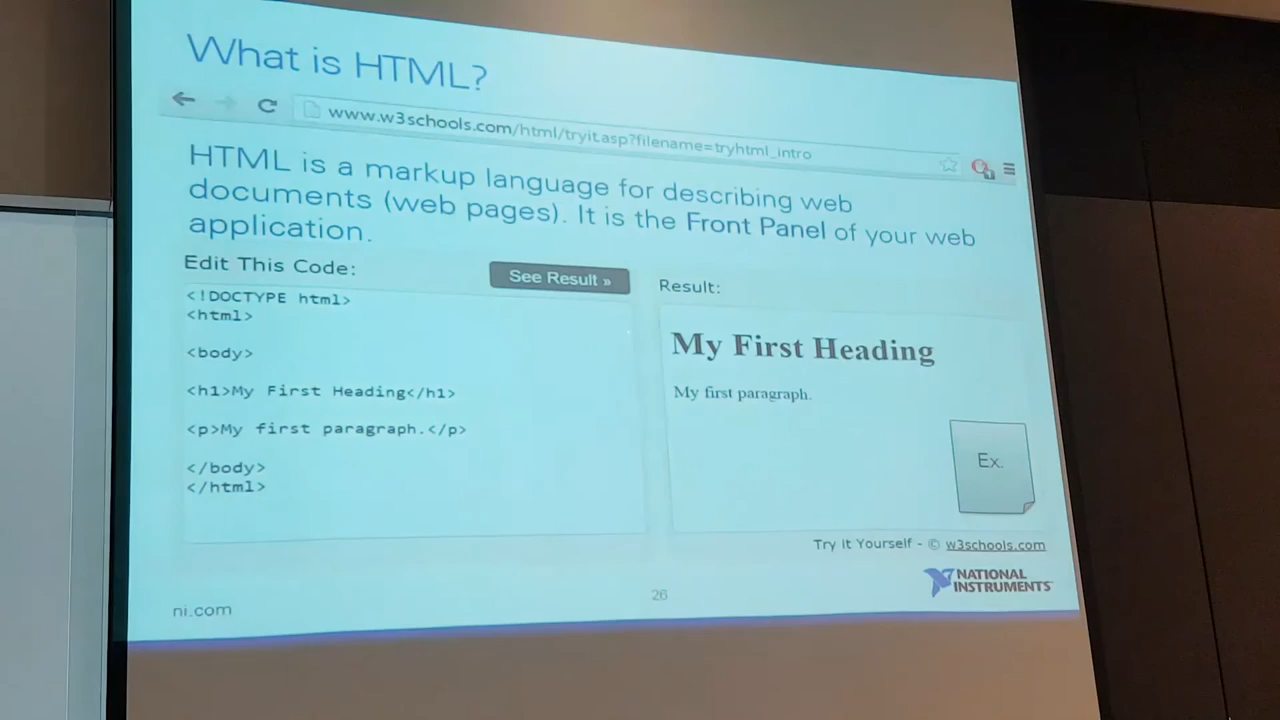 What is HTML?
www.w3schools.com/html/tryit.asp?filename=tryhtml_intro
HTML is a markup language for describing web
documents (web pages). It is the Front Panel of your web
application.
Edit This Code:
See Result »
<!DOCTYPE html>
<html>
<body>
<h1>My First Heading</h1>
<p>My first paragraph.</p>
</body>
</html>
Result:
My First Heading
My first paragraph.
Ex.
Try it Yourself - © w3schools.com
ni.com
26
NATIONAL
INSTRUMENTS